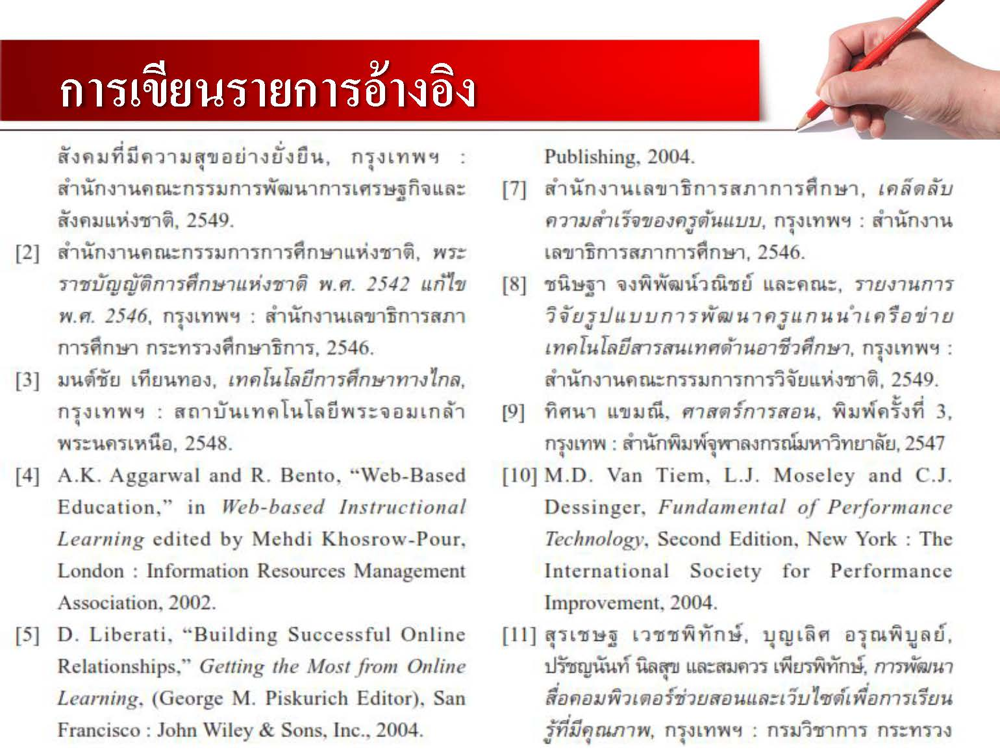 การเขียนรายการอ้างอิง
สังคมที่มีความสุขอย่างยั่งยืน, กรุงเทพฯ :
สำนักงานคณะกรรมการพัฒนาการเศรษฐกิจและ
สังคมแห่งชาติ, 2549.
[2] สำนักงานคณะกรรมการการศึกษาแห่งชาติ, พระ
ราชบัญญัติการศึกษาแห่งชาติ พ.ศ. 2542 แก้ไข
พ.ศ. 2546, กรุงเทพฯ : สำนักงานเลขาธิการสภา
การศึกษา กระทรวงศึกษาธิการ, 2546.
[3] มนต์ชัย เทียนทอง, เทคโนโลยีการศึกษาทางไกล,
กรุงเทพฯ : สถาบันเทคโนโลยีพระจอมเกล้า
พระนครเหนือ, 2548.
[4] A.K. Aggarwal and R. Bento, “Web-Based
Education,” in Web-based Instructional
Learning edited by Mehdi Khosrow-Pour,
London : Information Resources Management
Association, 2002.
[5] D. Liberati, “Building Successful Online
Relationships,” Getting the Most from Online
Learning, (George M. Piskurich Editor), San
Francisco : John Wiley & Sons, Inc., 2004.
Publishing, 2004.
[7] สำนักงานเลขาธิการสภาการศึกษา, เคล็ดลับ
ความสำเร็จของครูต้นแบบ, กรุงเทพฯ : สำนักงาน
เลขาธิการสภาการศึกษา, 2546.
[8] ชนิษฐา จงพิพัฒน์วณิชย์ และคณะ, รายงานการ
วิจัยรูปแบบการพัฒนาครูแกนนำเครือข่าย
เทคโนโลยีสารสนเทศด้านอาชีวศึกษา, กรุงเทพฯ :
สำนักงานคณะกรรมการการวิจัยแห่งชาติ, 2549.
[9] ทิศนา แขมณี, ศาสตร์การสอน, พิมพ์ครั้งที่ 3,
กรุงเทพ : สำนักพิมพ์จุฬาลงกรณ์มหาวิทยาลัย, 2547
[10] M.D. Van Tiem, L.J. Moseley and C.J.
Dessinger, Fundamental of Performance
Technology, Second Edition, New York : The
International Society for Performance
Improvement, 2004.
[11] สุรเชษฐ เวชชพิทักษ์, บุญเลิศ อรุณพิบูลย์,
ปรัชญนันท์ นิลสุข และสมควร เพียรพิทักษ์, การพัฒนา
สื่อคอมพิวเตอร์ช่วยสอนและเว็บไซต์เพื่อการเรียน
รู้ที่มีคุณภาพ, กรุงเทพฯ : กรมวิชาการ กระทรวง